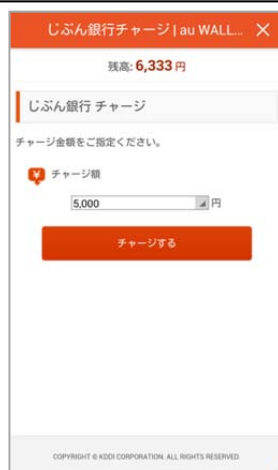 じぶん銀行チャージ | au WALL...
残高: 6,333 円
じぶん銀行 チャージ
チャージ金額をご指定ください。
¥ チャージ額
5,000 円
チャージする
COPYRIGHT © KDDI CORPORATION. ALL RIGHTS RESERVED.